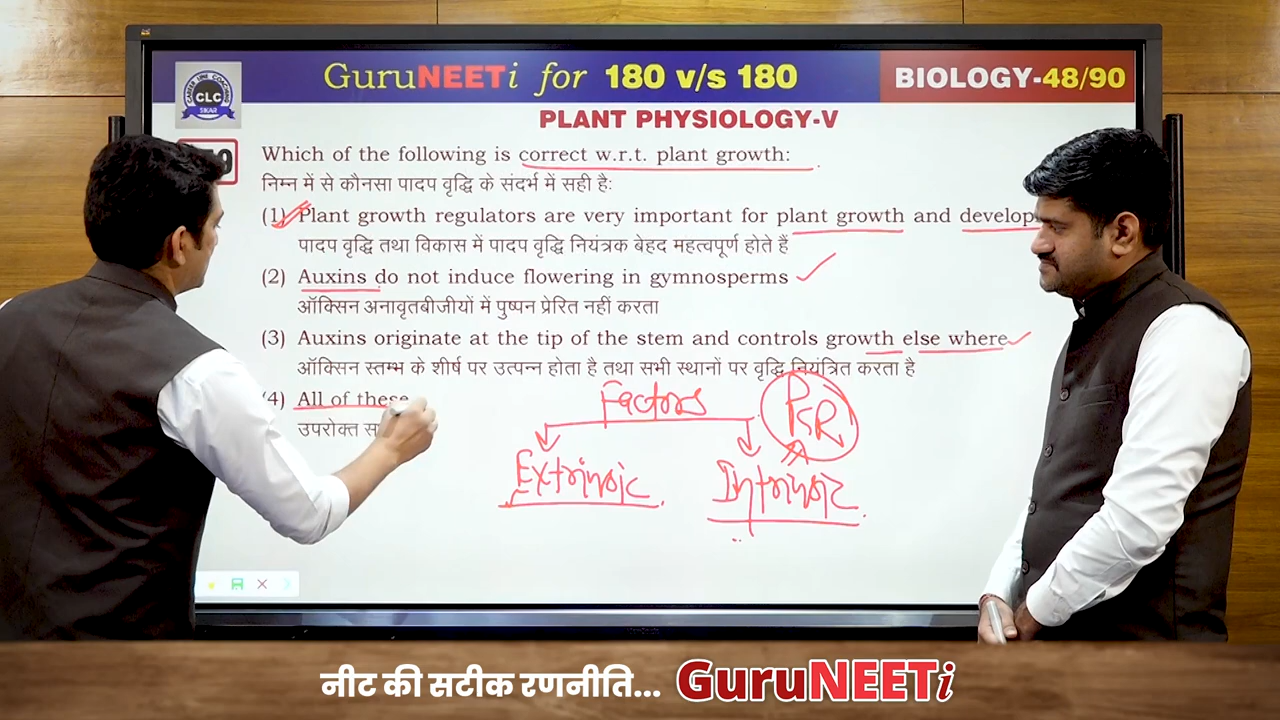 GuruNEETi for 180 v/s 180
BIOLOGY-48/90
CLC
SIKAR
PLANT PHYSIOLOGY-V
9
Which of the following is correct w.r.t. plant growth:
निम्न में से कौनसा पादप वृद्धि के संदर्भ में सही है:
(1) Plant growth regulators are very important for plant growth and develop
पादप वृद्धि तथा विकास में पादप वृद्धि नियंत्रक बेहद महत्वपूर्ण होते हैं
(2) Auxins do not induce flowering in gymnosperms
ऑक्सिन अनावृतबीजीयों में पुष्पन प्रेरित नहीं करता
(3) Auxins originate at the tip of the stem and controls growth else where
ऑक्सिन स्तम्भ के शीर्ष पर उत्पन्न होता है तथा सभी स्थानों पर वृद्धि नियंत्रित करता है
(4) All of these
उपरोक्त
Factors
PGR
Extrinsic
Intrinsic
नीट की सटीक रणनीति... GuruNEETi